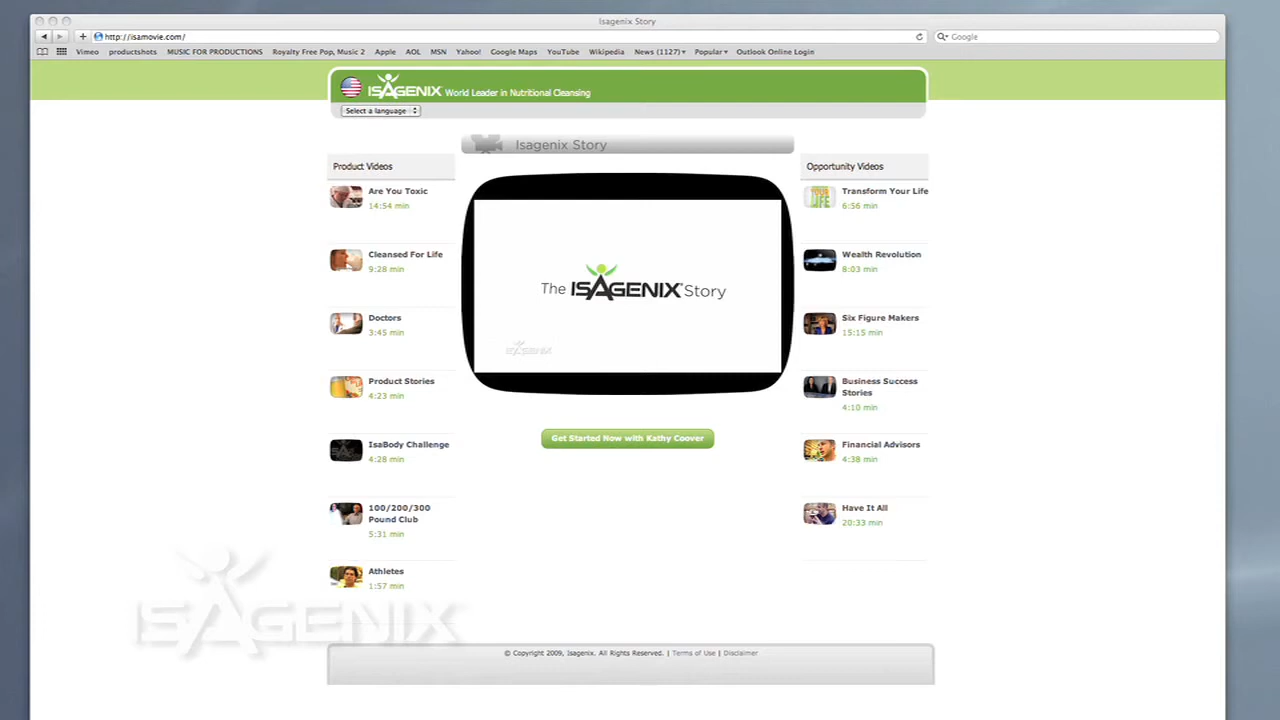 Isagenix Story
http://isamovie.com/
Google
Vimeo productshots MUSIC FOR PRODUCTIONS Royalty Free Pop, Music 2 Apple AOL MSN Yahoo! Google Maps YouTube Wikipedia News (1127) Popular Outlook Online Login
ISAGENIX World Leader in Nutritional Cleansing
Select a language
Isagenix Story
Product Videos
Are You Toxic
14:54 min
Cleansed For Life
9:28 min
Doctors
3:45 min
Product Stories
4:23 min
IsaBody Challenge
4:28 min
100/200/300
Pound Club
5:31 min
Athletes
1:57 min
The ISAGENIX® Story
ISAGENIX
Get Started Now with Kathy Coover
Opportunity Videos
Transform Your Life
6:56 min
Wealth Revolution
8:03 min
Six Figure Makers
15:15 min
Business Success
Stories
4:10 min
Financial Advisors
4:38 min
Have It All
20:33 min
ISAGENIX
© Copyright 2009, Isagenix. All Rights Reserved. | Terms of Use | Disclaimer